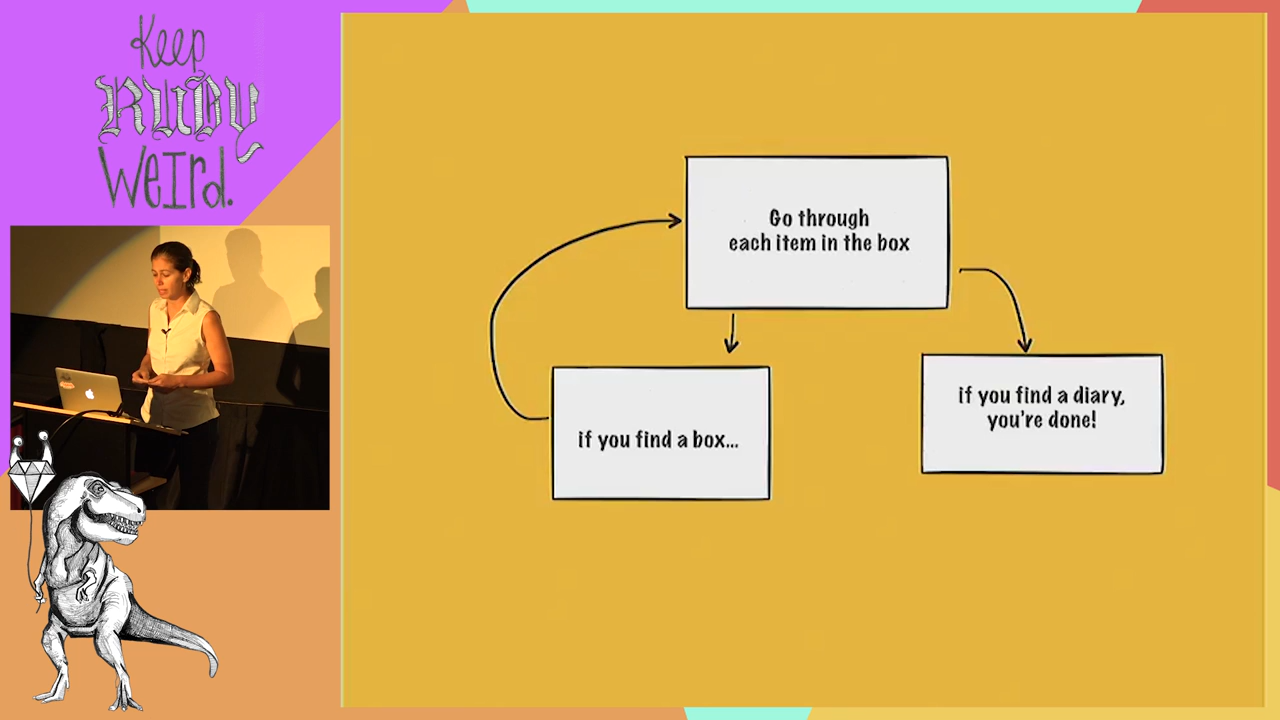 Keep
RUBY
WeIrd.
Go through
each item in the box
if you find a box...
if you find a diary,
you're done!